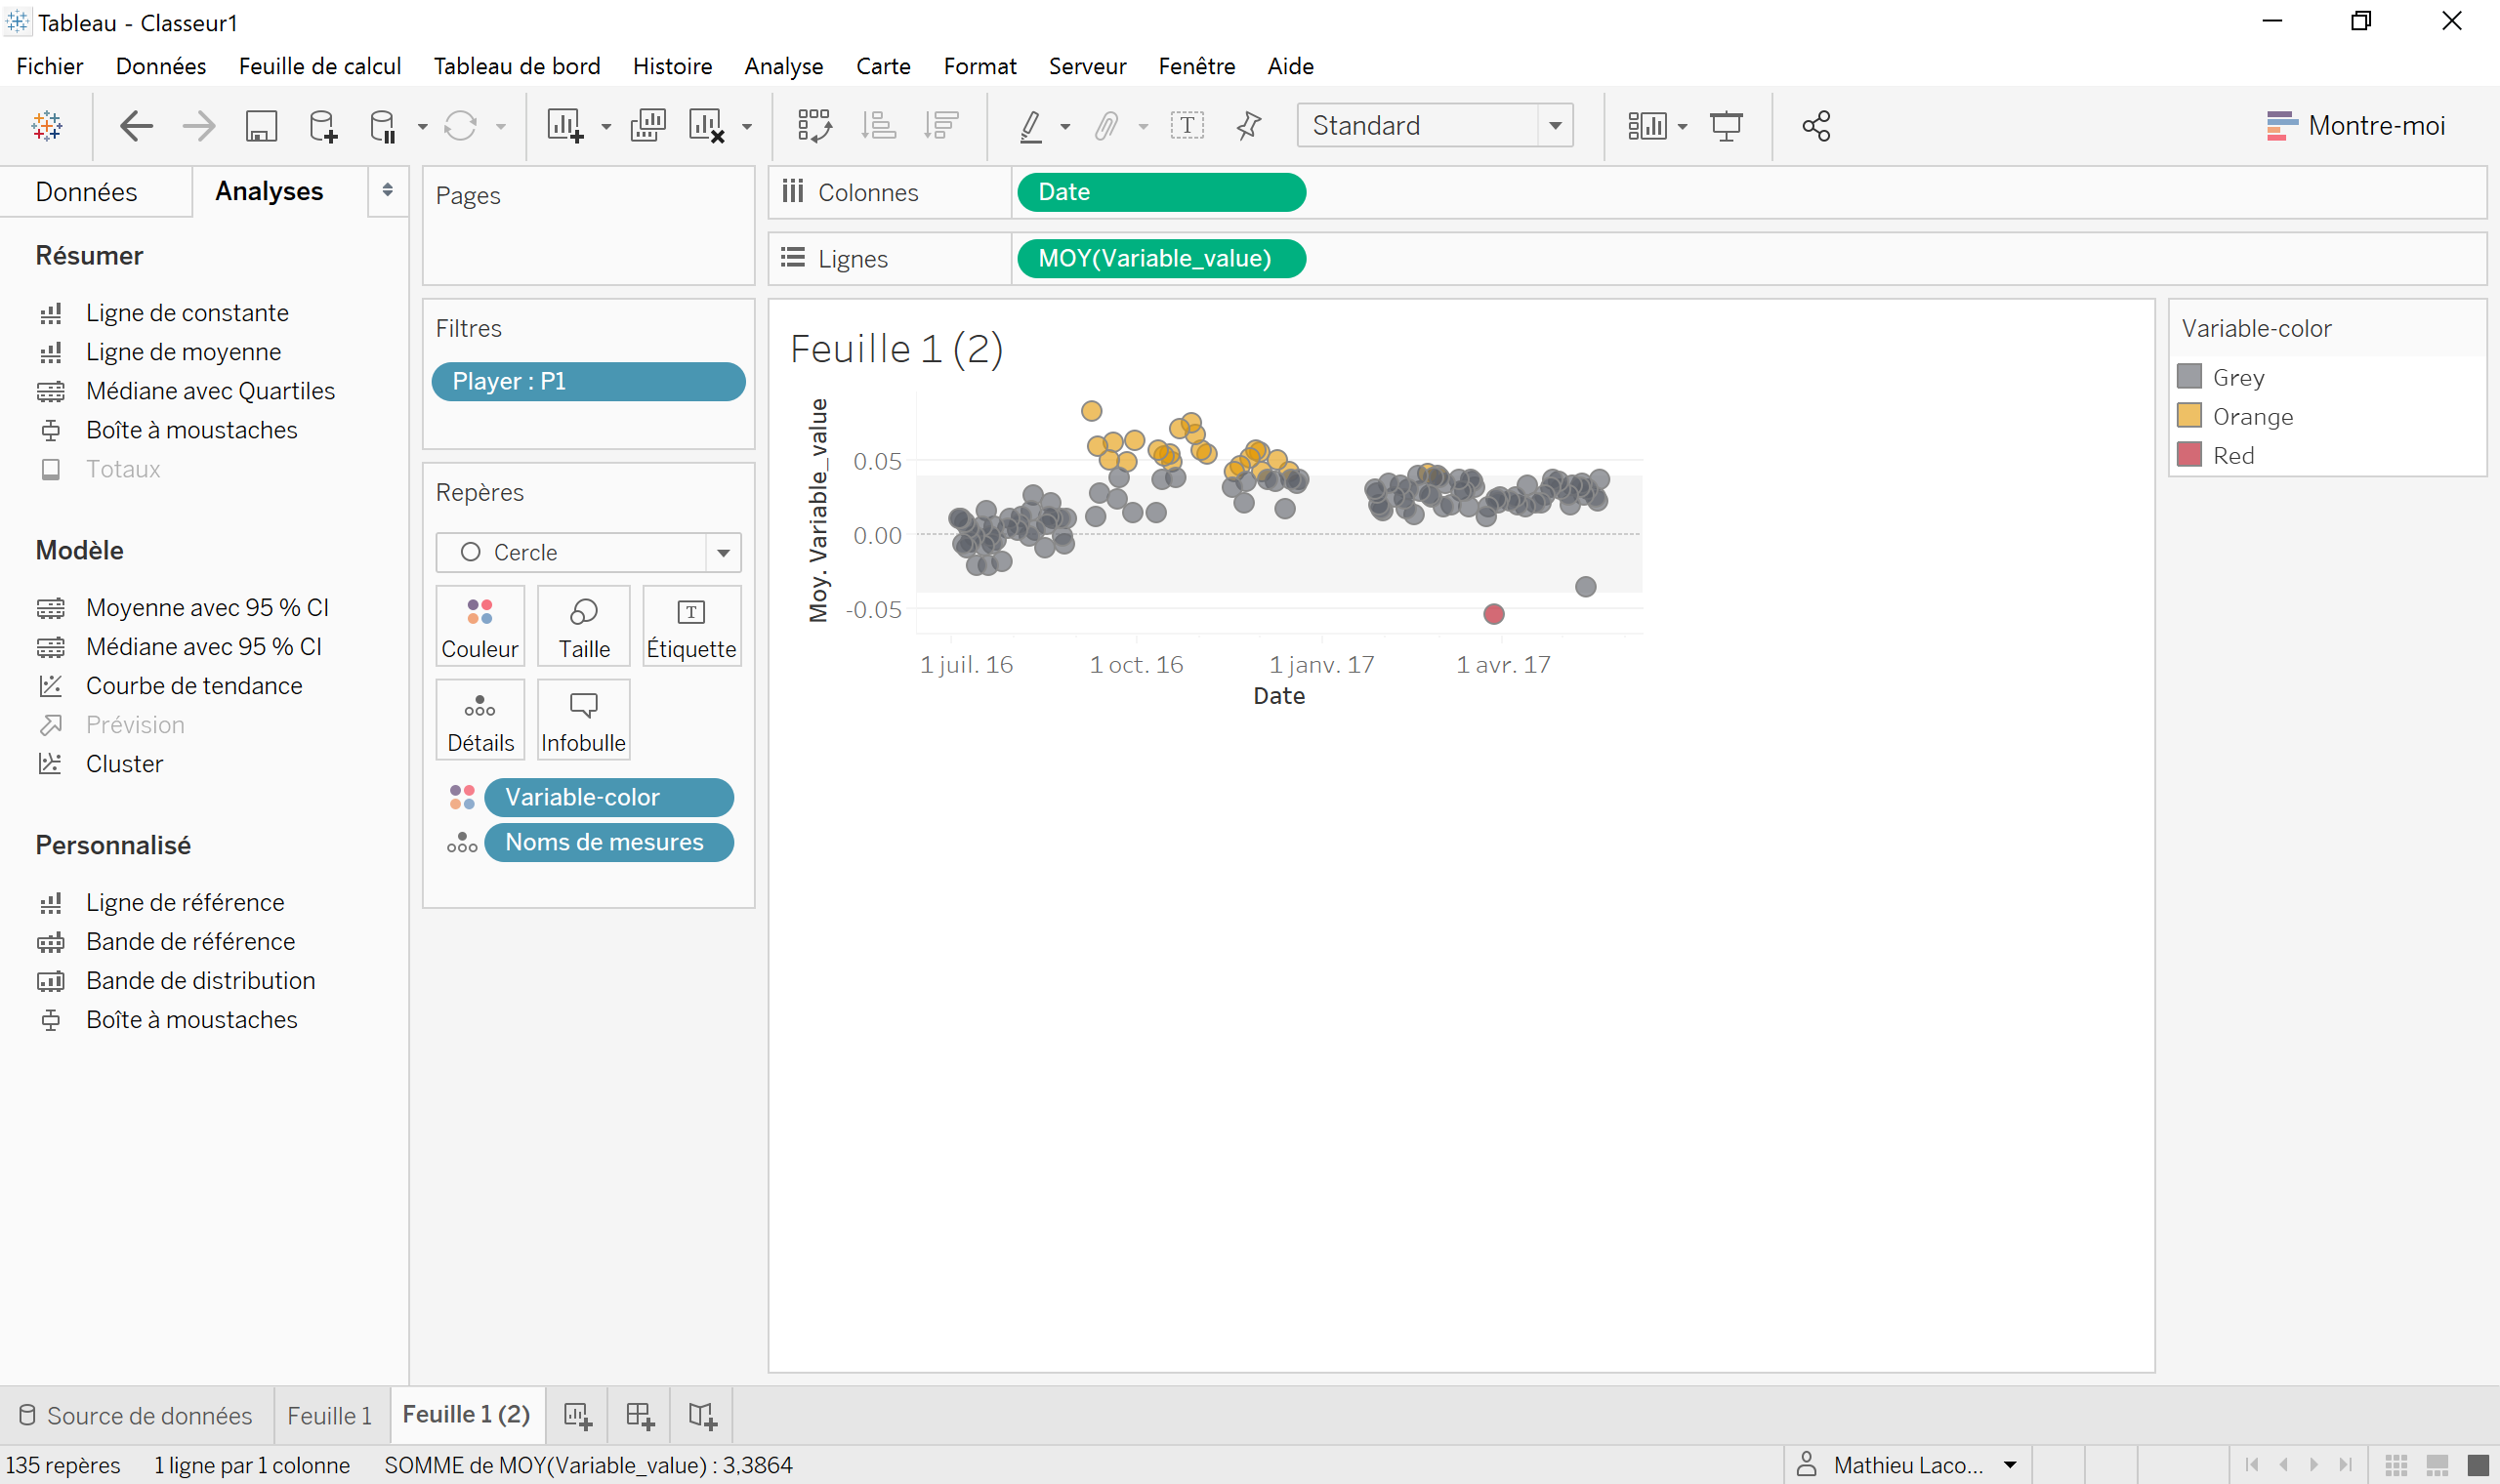 Tableau - Classeur1
Fichier Données Feuille de calcul Tableau de bord Histoire Analyse Carte Format Serveur Fenêtre Aide
T Standard Montre-moi
Données Analyses
Résumer
Ligne de constante
Ligne de moyenne
Médiane avec Quartiles
Boîte à moustaches
Totaux
Modèle
Moyenne avec 95 % CI
Médiane avec 95 % CI
Courbe de tendance
Prévision
Cluster
Personnalisé
Ligne de référence
Bande de référence
Bande de distribution
Boîte à moustaches
Pages
Filtres
Player : P1
Repères
Cercle
Couleur Taille Étiquette
Détails Infobulle
Variable-color
Noms de mesures
Colonnes Date
Lignes MOY(Variable_value)
Feuille 1 (2)
Moy. Variable_value
0.05
0.00
-0.05
1 juil. 16 1 oct. 16 1 janv. 17 1 avr. 17
Date
Variable-color
Grey
Orange
Red
Source de données Feuille 1 Feuille 1 (2)
135 repères 1 ligne par 1 colonne SOMME de MOY(Variable_value) : 3,3864 Mathieu Laco...